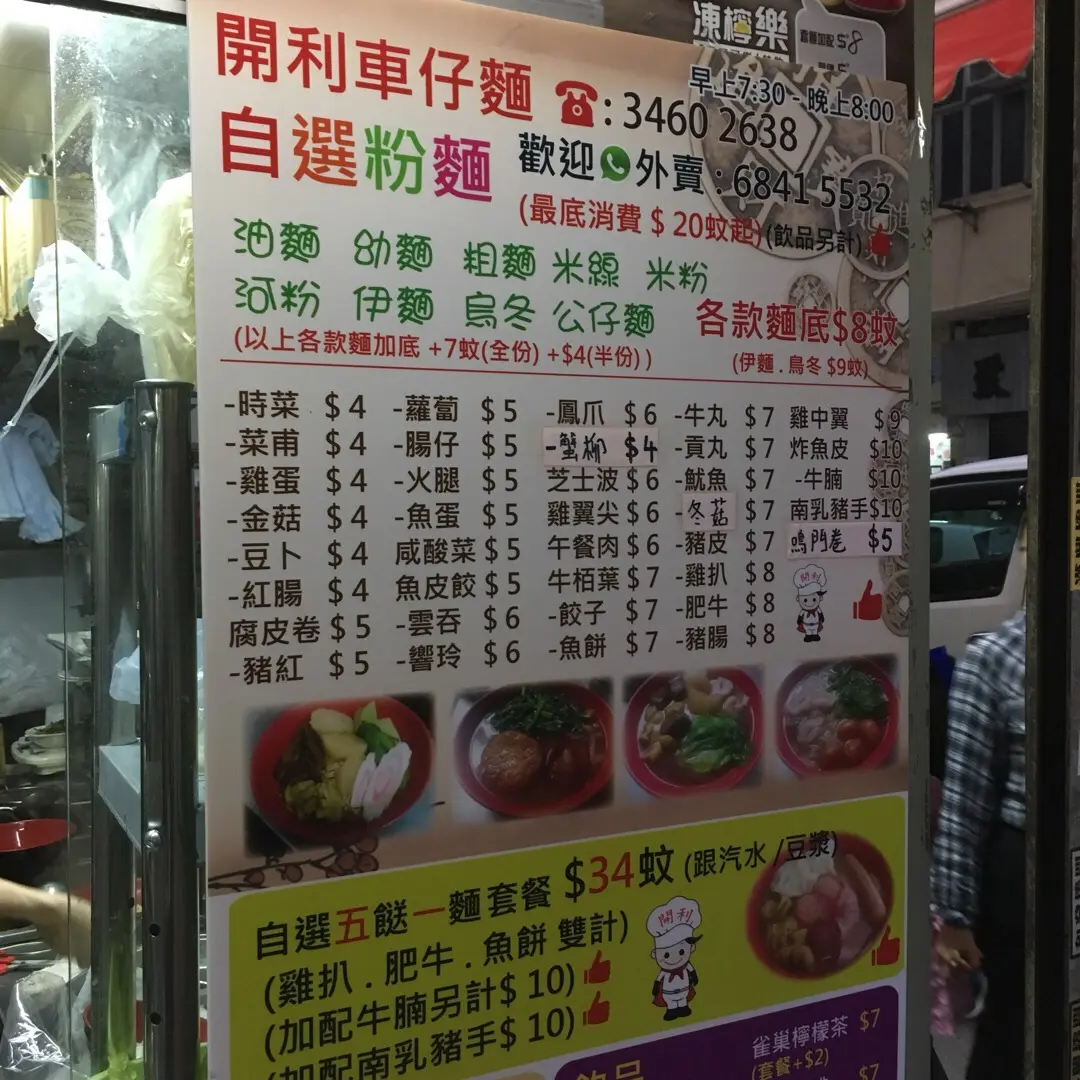 凍檸樂
開利車仔麵
早上7:30 - 晚上8:00
☎: 3460 2638
自選粉麵
歡迎 外賣 : 6841 5532
(最底消費 $ 20蚊起)(飲品另計)
油麵 幼麵 粗麵 米線 米粉
河粉 伊麵 烏冬 公仔麵
各款麵底$8蚊
(以上各款麵加底 +7蚊(全份) +$4(半份) )
(伊麵 . 烏冬 $9蚊)
-時菜 $4 -蘿蔔 $5 -鳳爪 $6 -牛丸 $7 雞中翼 $9
-菜甫 $4 -腸仔 $5 -蟹柳 $4 -貢丸 $7 炸魚皮 $10
-雞蛋 $4 -火腿 $5 芝士波 $6 -魷魚 $7 -牛腩 $10
-金菇 $4 -魚蛋 $5 雞翼尖 $6 -冬菇 $7 南乳豬手$10
-豆卜 $4 咸酸菜 $5 午餐肉 $6 -豬皮 $7 鳴門卷 $5
-紅腸 $4 魚皮餃 $5 牛栢葉 $7 -雞扒 $8
腐皮卷 $5 -雲吞 $6 -餃子 $7 -肥牛 $8
-豬紅 $5 -響玲 $6 -魚餅 $7 -豬腸 $8
開利
自選五餸一麵套餐 $34蚊 (跟汽水 /豆漿)
(雞扒 . 肥牛 . 魚餅 雙計)
(加配牛腩另計$ 10)
(加配南乳豬手$ 10)
開利
飲品
雀巢檸檬茶 $7
(套餐+$2)
$7